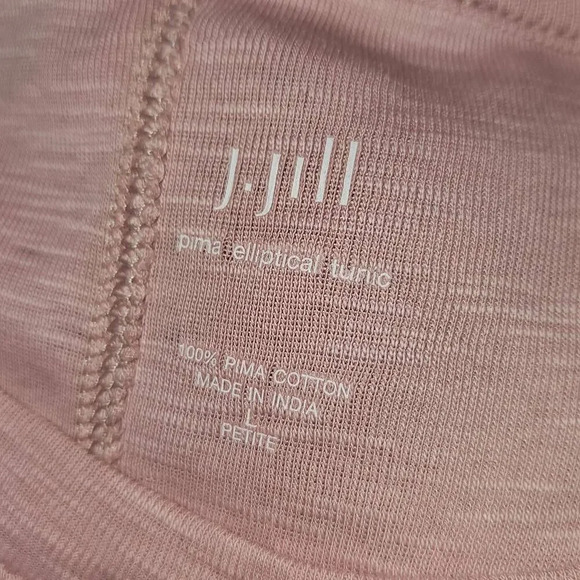 J.Jill
pima elliptical tunic
100% PIMA COTTON
MADE IN INDIA
L
PETITE